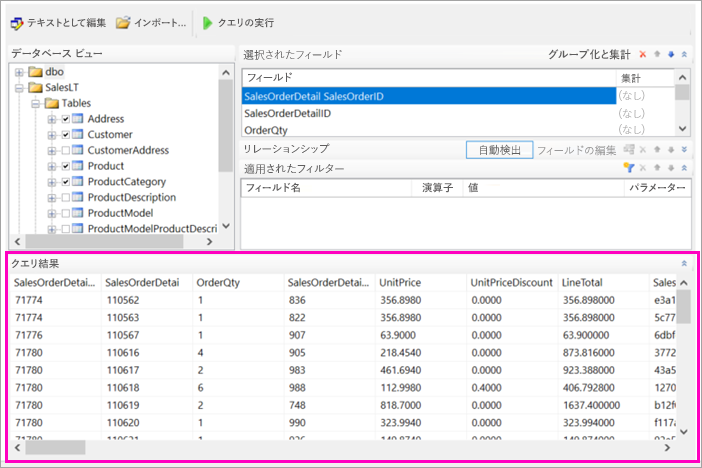 テキストとして編集 インポート... クエリの実行
データベース ビュー
dbo
SalesLT
Tables
Address
Customer
CustomerAddress
Product
ProductCategory
ProductDescription
ProductModel
ProductModelProductDescri
選択されたフィールド グループ化と集計
フィールド 集計
SalesOrderDetail SalesOrderID (なし)
SalesOrderDetailID (なし)
OrderQty (なし)
リレーションシップ 自動検出 フィールドの編集
適用されたフィルター
フィールド名 演算子 値 パラメーター
クエリ結果
SalesOrderDetai... SalesOrderDetai OrderQty SalesOrderDetai... UnitPrice UnitPriceDiscount LineTotal Sales
71774 110562 1 836 356.8980 0.0000 356.898000 e3a1
71774 110563 1 822 356.8980 0.0000 356.898000 5c77
71776 110567 1 907 63.9000 0.0000 63.900000 6dbf
71780 110616 4 905 218.4540 0.0000 873.816000 3772
71780 110617 2 983 461.6940 0.0000 923.388000 43a5
71780 110618 6 988 112.9980 0.4000 406.792800 1270
71780 110619 2 748 818.7000 0.0000 1637.400000 b12f
71780 110620 1 990 323.9940 0.0000 323.994000 f117
71780 110621 1 926 149.8740 0.0000 149.874000